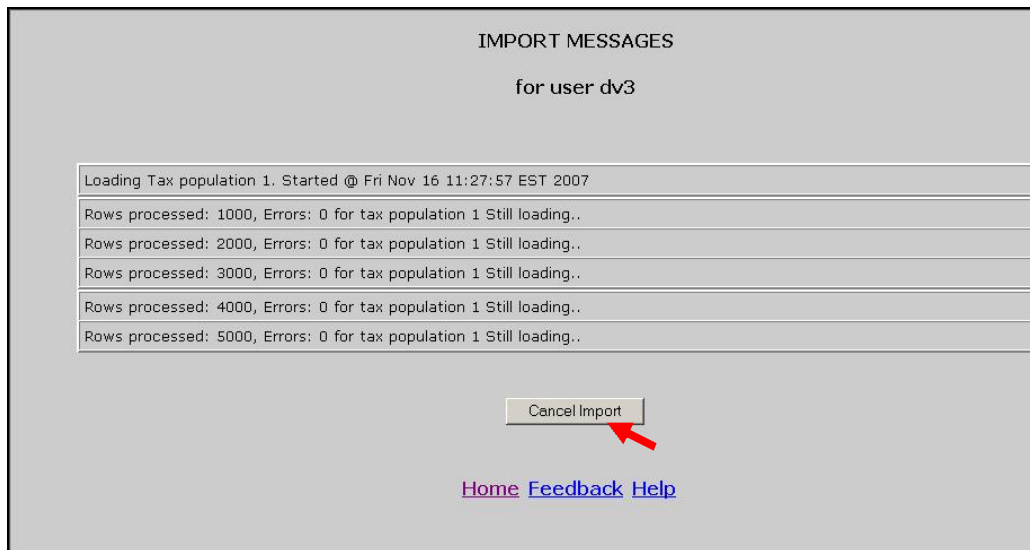 IMPORT MESSAGES
for user dv3
Loading Tax population 1. Started @ Fri Nov 16 11:27:57 EST 2007
Rows processed: 1000, Errors: 0 for tax population 1 Still loading..
Rows processed: 2000, Errors: 0 for tax population 1 Still loading..
Rows processed: 3000, Errors: 0 for tax population 1 Still loading..
Rows processed: 4000, Errors: 0 for tax population 1 Still loading..
Rows processed: 5000, Errors: 0 for tax population 1 Still loading..
Cancel Import
Home Feedback Help